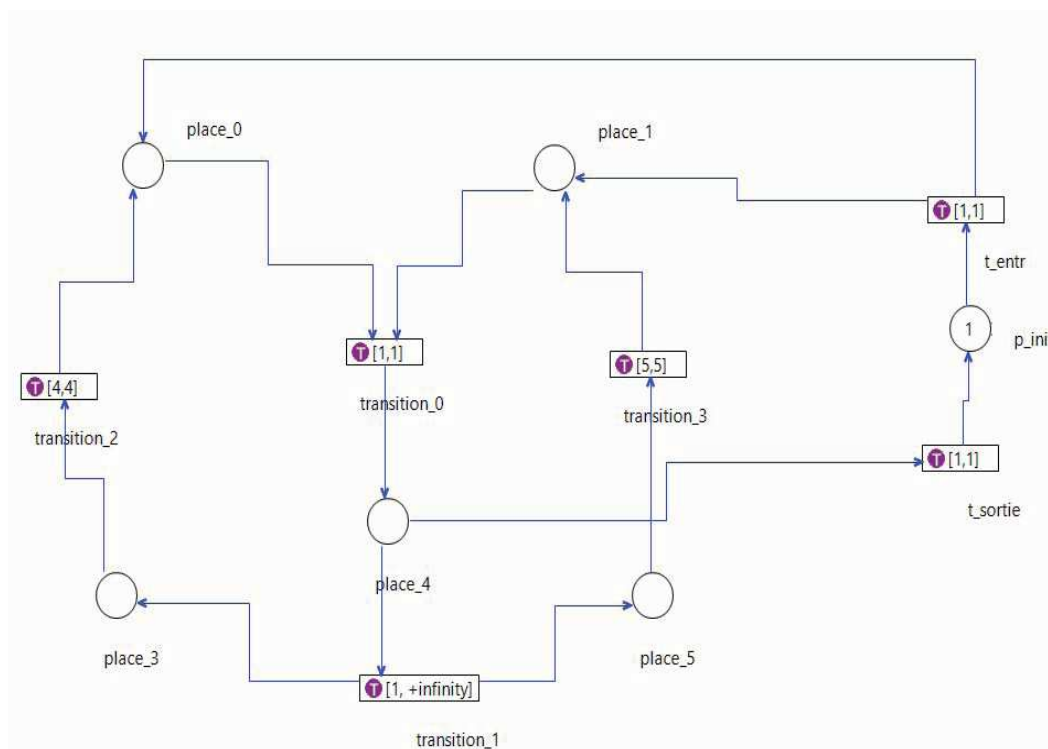 place_0
place_1
T [1,1]
t_entr
1
p_ini
T [1,1]
transition_0
T [5,5]
transition_3
T [4,4]
transition_2
T [1,1]
t_sortie
place_4
place_3
place_5
T [1, +infinity]
transition_1